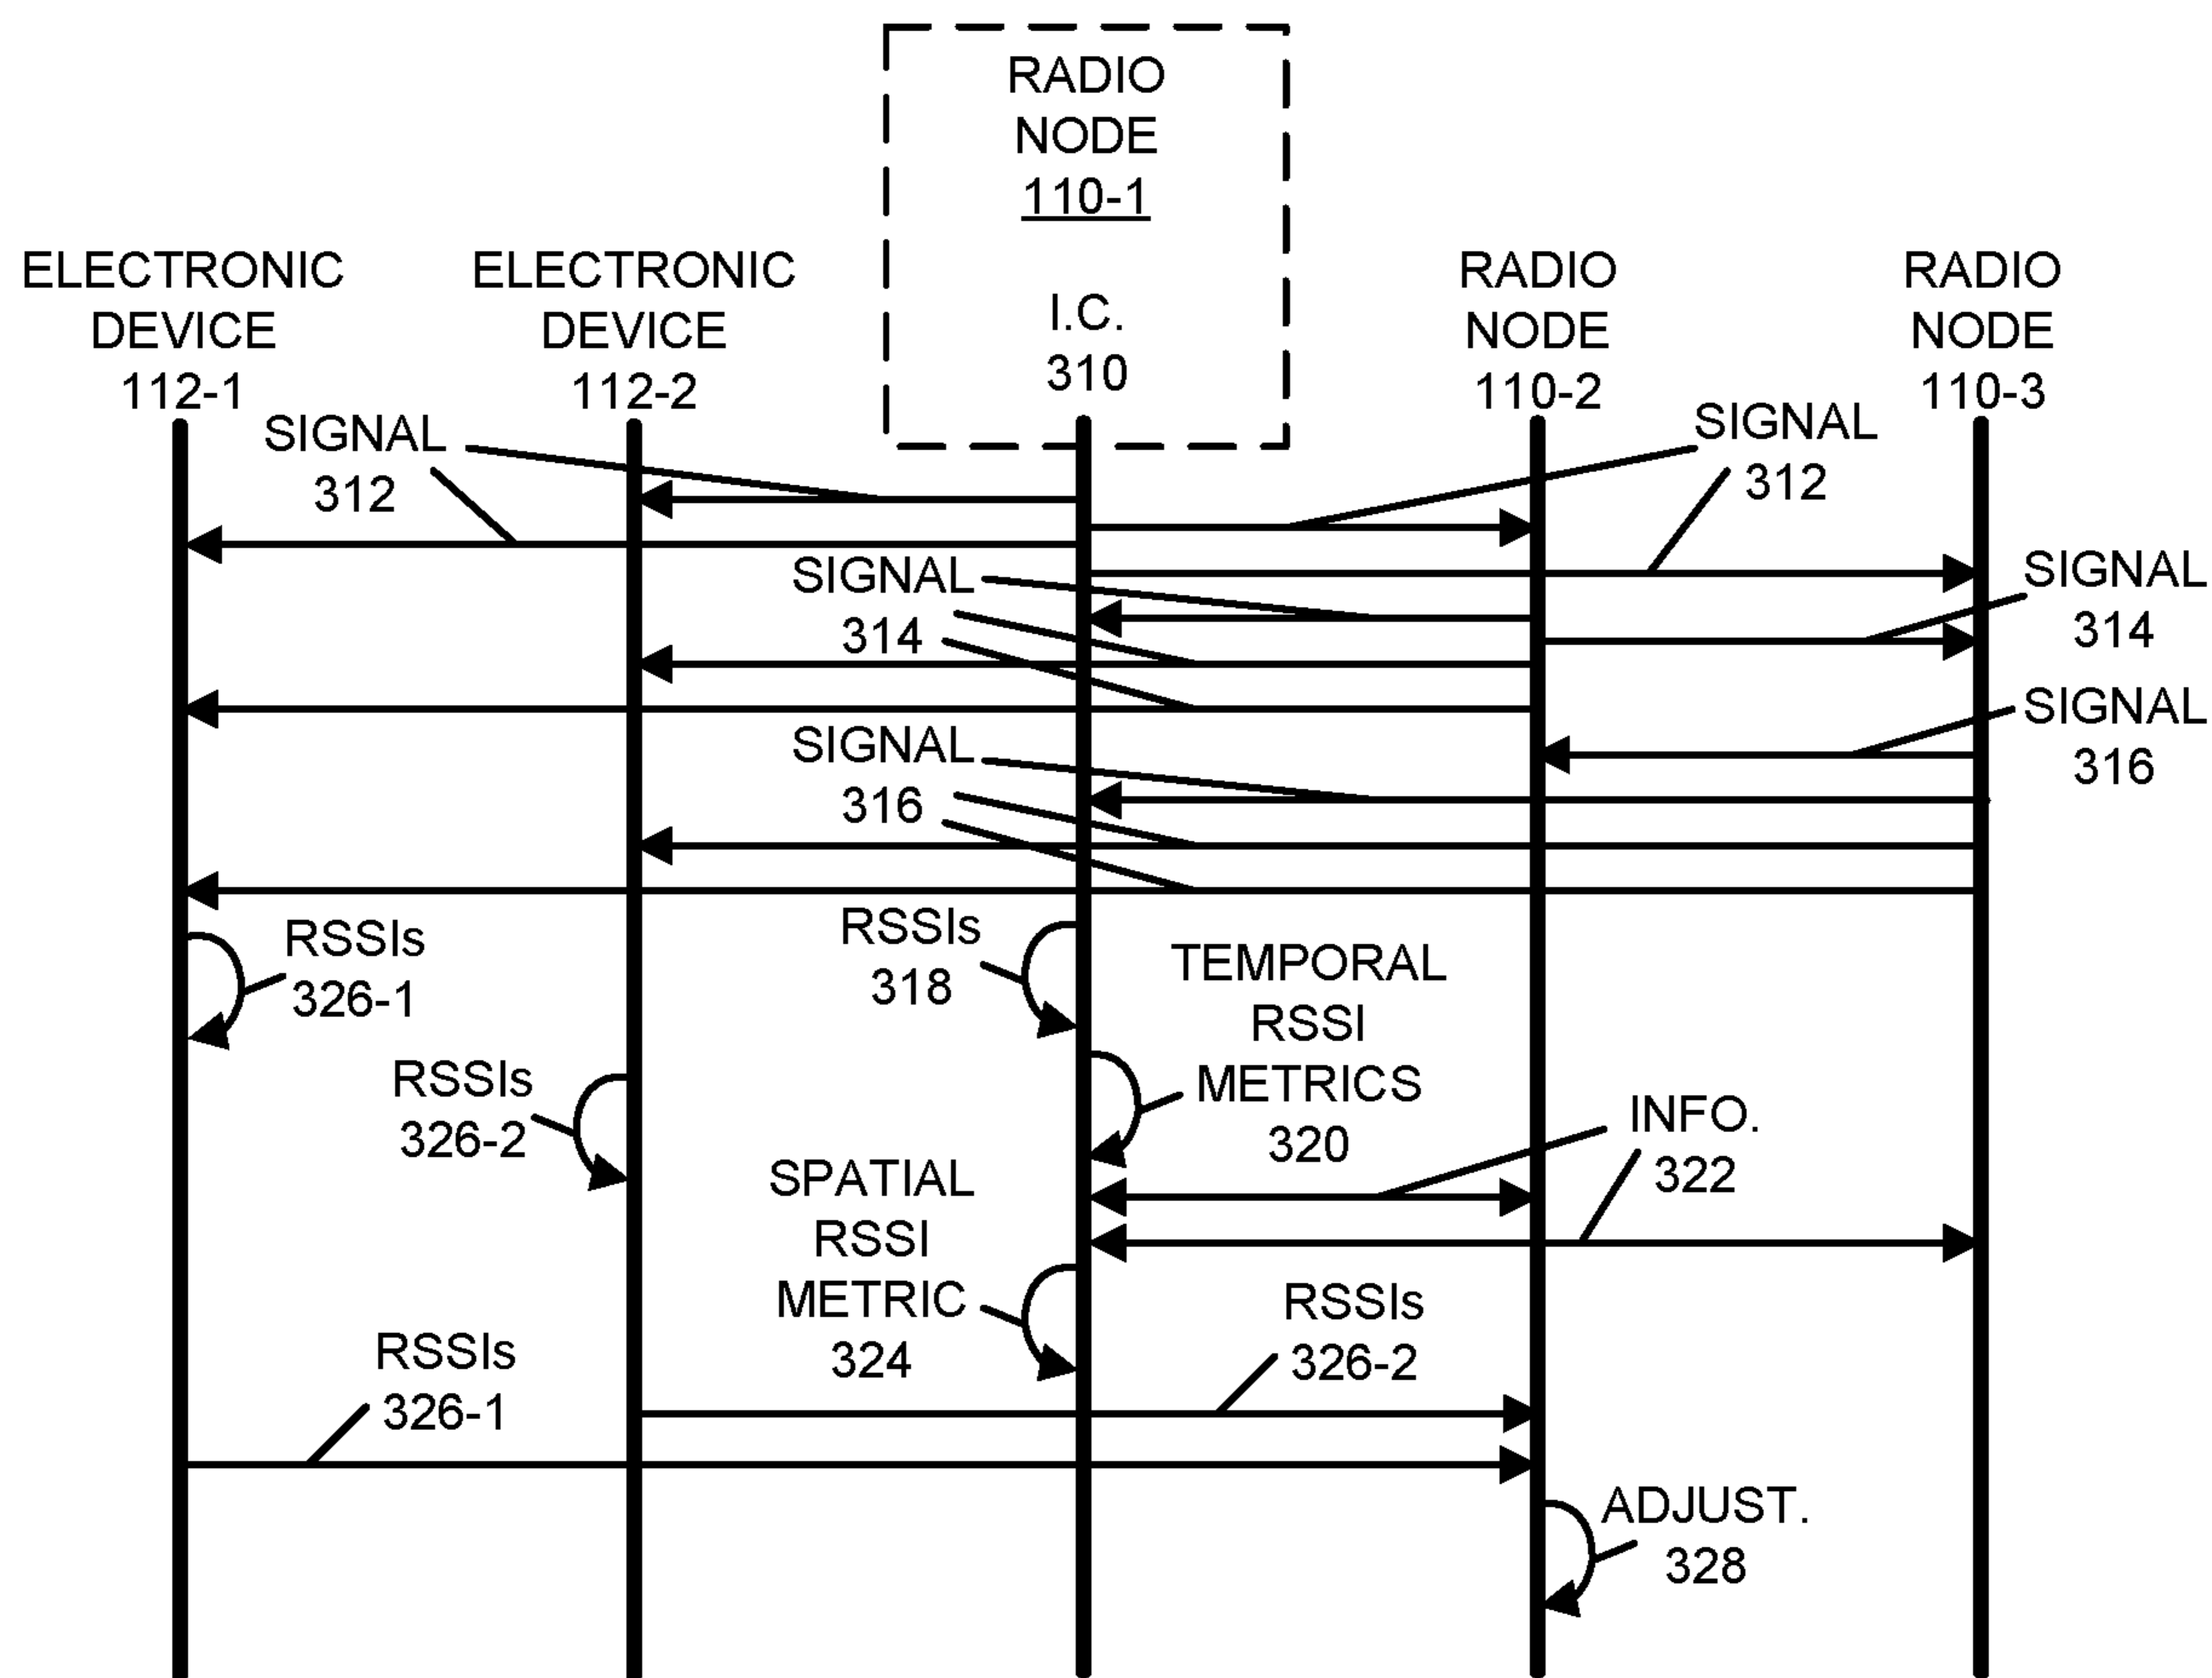 RADIO
NODE
110-1
I.C.
310
ELECTRONIC
DEVICE
112-1
ELECTRONIC
DEVICE
112-2
RADIO
NODE
110-2
RADIO
NODE
110-3
SIGNAL
312
SIGNAL
312
SIGNAL
314
SIGNAL
314
SIGNAL
316
SIGNAL
316
RSSIs
326-1
RSSIs
318
TEMPORAL
RSSI
METRICS
320
RSSIs
326-2
INFO.
322
SPATIAL
RSSI
METRIC
324
RSSIs
326-2
RSSIs
326-1
ADJUST.
328